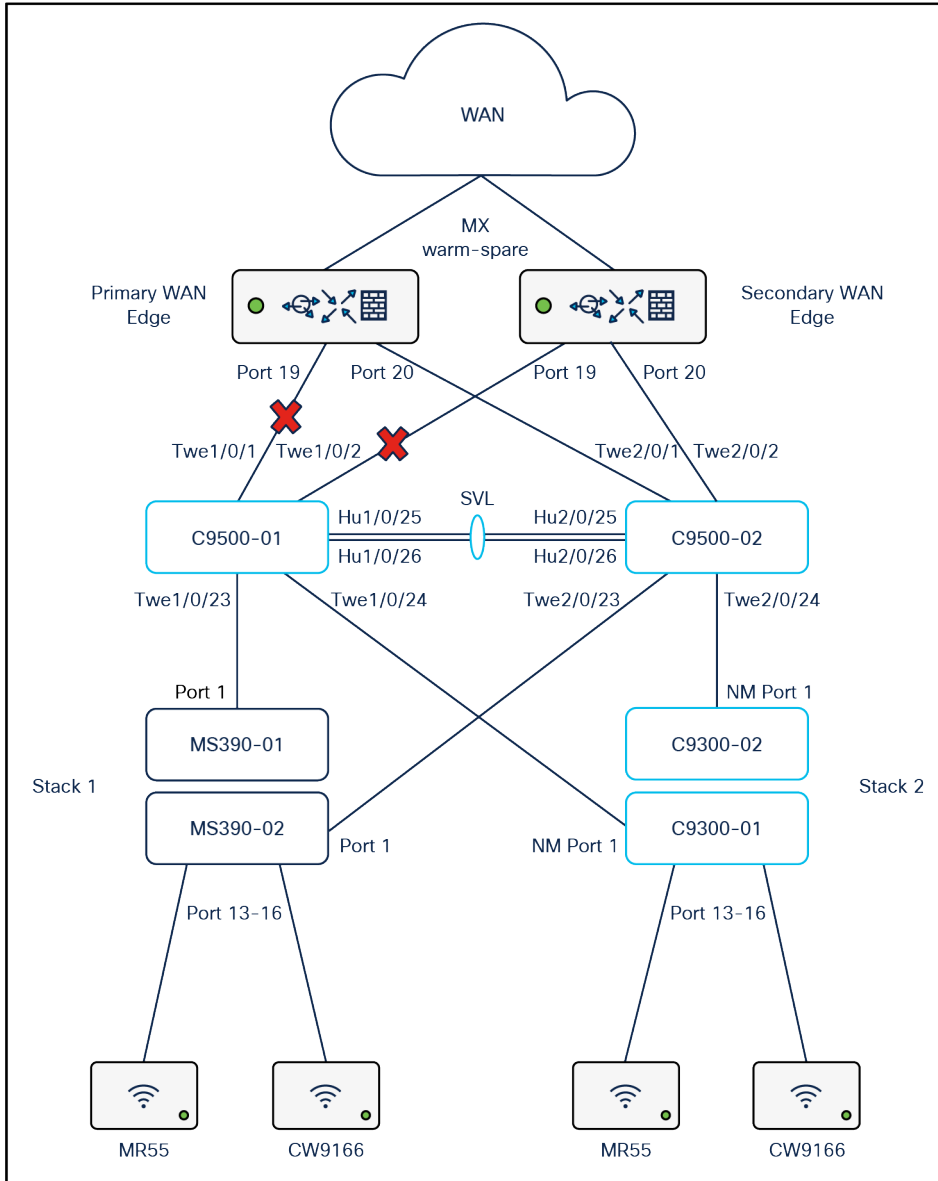 WAN
MX
warm-spare
Primary WAN
Edge
Secondary WAN
Edge
Port 19
Port 20
Port 19
Port 20
Twe1/0/1
Twe1/0/2
Twe2/0/1
Twe2/0/2
SVL
C9500-01
Hu1/0/25
Hu1/0/26
Hu2/0/25
Hu2/0/26
C9500-02
Twe1/0/23
Twe1/0/24
Twe2/0/23
Twe2/0/24
Port 1
NM Port 1
MS390-01
C9300-02
Stack 1
Stack 2
MS390-02
Port 1
NM Port 1
C9300-01
Port 13-16
Port 13-16
MR55
CW9166
MR55
CW9166